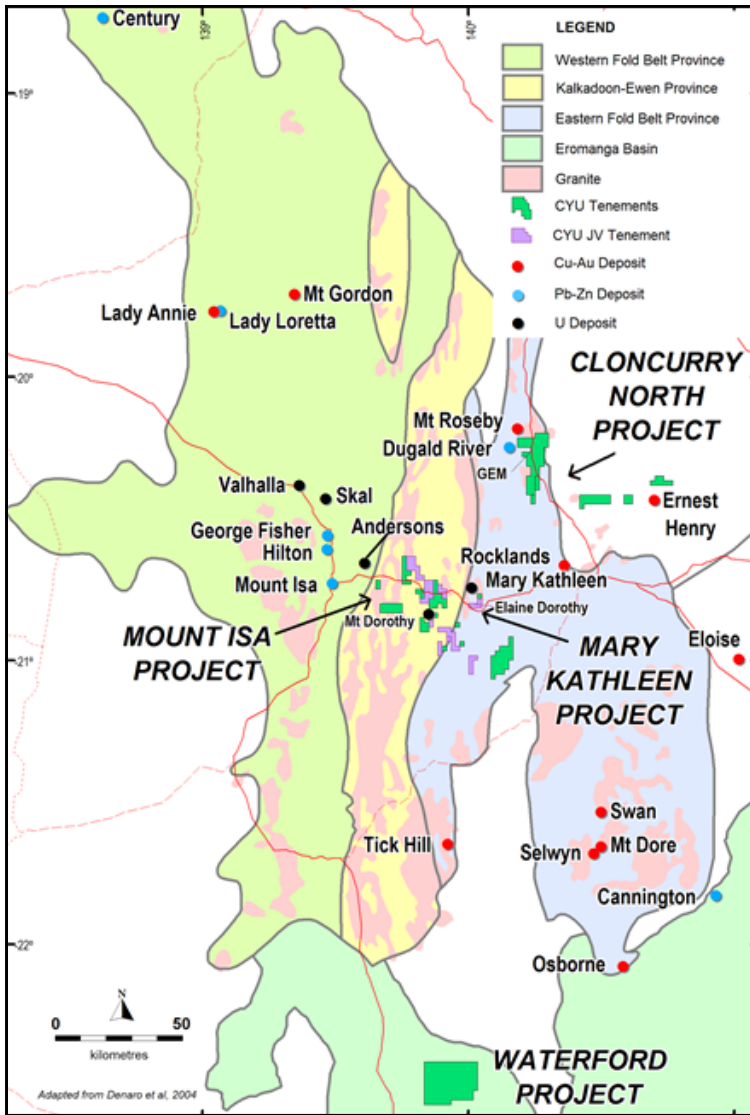 Century
139°
140°
LEGEND
Western Fold Belt Province
Kalkadoon-Ewen Province
Eastern Fold Belt Province
Eromanga Basin
Granite
CYU Tenements
CYU JV Tenement
Cu-Au Deposit
Pb-Zn Deposit
U Deposit
-19°
Mt Gordon
Lady Annie
Lady Loretta
-20°
CLONCURRY
NORTH
PROJECT
Mt Roseby
Dugald River
GEM
Valhalla
Skal
Ernest
Henry
George Fisher
Andersons
Hilton
Rocklands
Mount Isa
Mary Kathleen
Elaine Dorothy
Mt Dorothy
MOUNT ISA
PROJECT
MARY
KATHLEEN
PROJECT
Eloise
-21°
Swan
Tick Hill
Mt Dore
Selwyn
Cannington
-22°
Osborne
N
0 50
kilometres
WATERFORD
PROJECT
Adapted from Denaro et al, 2004